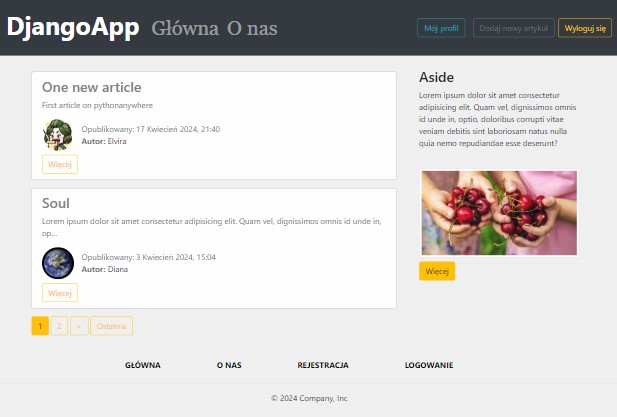 DjangoApp Główna O nas Mój profil Dodaj nowy artykuł Wyloguj się
One new article
First article on pythonanywhere
Opublikowany: 17 Kwiecień 2024, 21:40
Autor: Elvira
Więcej
Soul
Lorem ipsum dolor sit amet consectetur adipisicing elit. Quam vel, dignissimos omnis id unde in,
op...
Opublikowany: 3 Kwiecień 2024, 15:04
Autor: Diana
Więcej
1 2 » Ostatnia
Aside
Lorem ipsum dolor sit amet consectetur
adipisicing elit. Quam vel, dignissimos omnis
id unde in, optio, doloribus corrupti vitae
veniam debitis sint laboriosam natus nulla
quia nemo repudiandae esse deserunt?
Więcej
GŁÓWNA O NAS REJESTRACJA LOGOWANIE
© 2024 Company, Inc